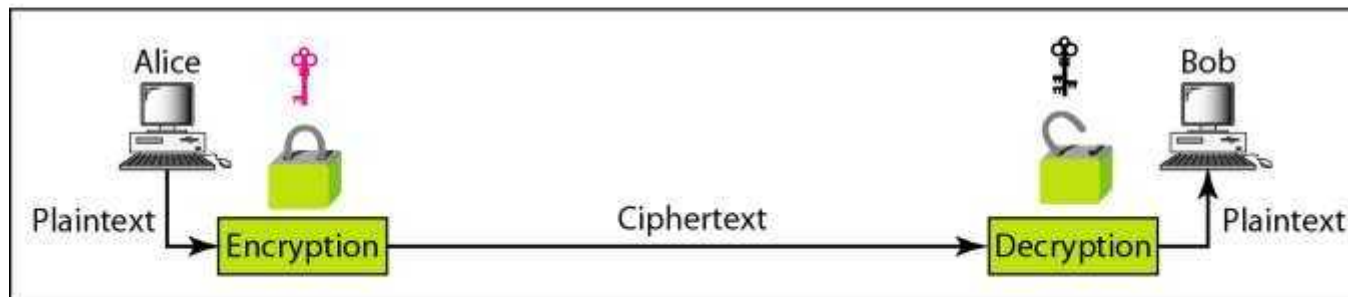 Alice
Bob
Plaintext
Ciphertext
Plaintext
Encryption
Decryption